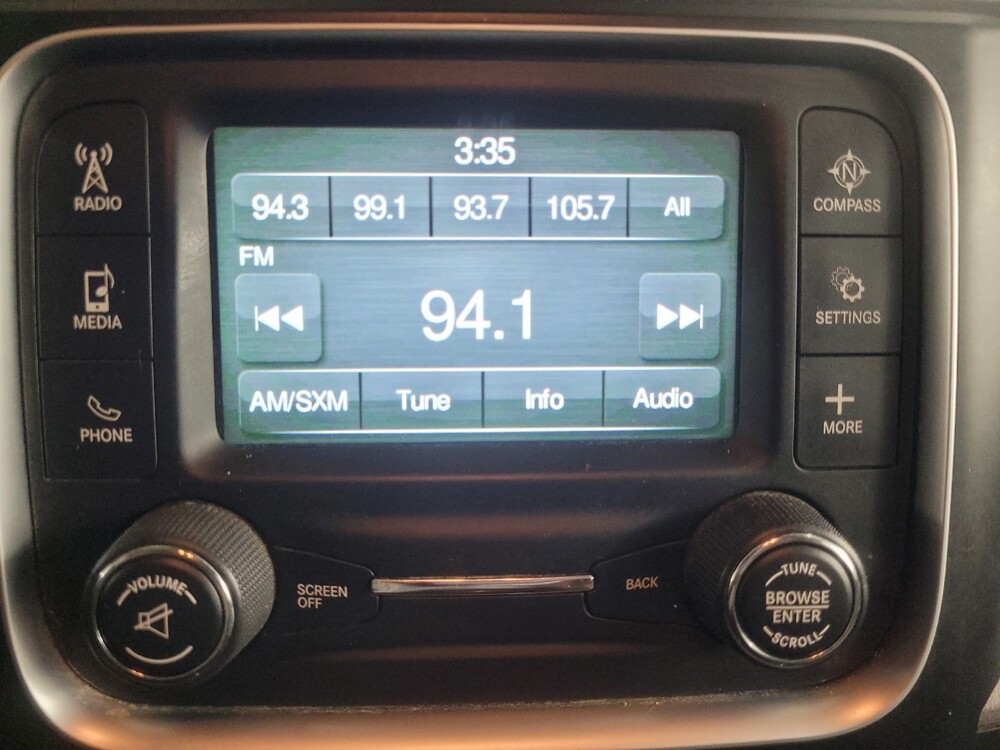 3:35
94.3 99.1 93.7 105.7 All
FM
94.1
AM/SXM Tune Info Audio
RADIO
MEDIA
PHONE
N
COMPASS
SETTINGS
MORE
VOLUME
SCREEN
OFF
BACK
TUNE
BROWSE
ENTER
SCROLL